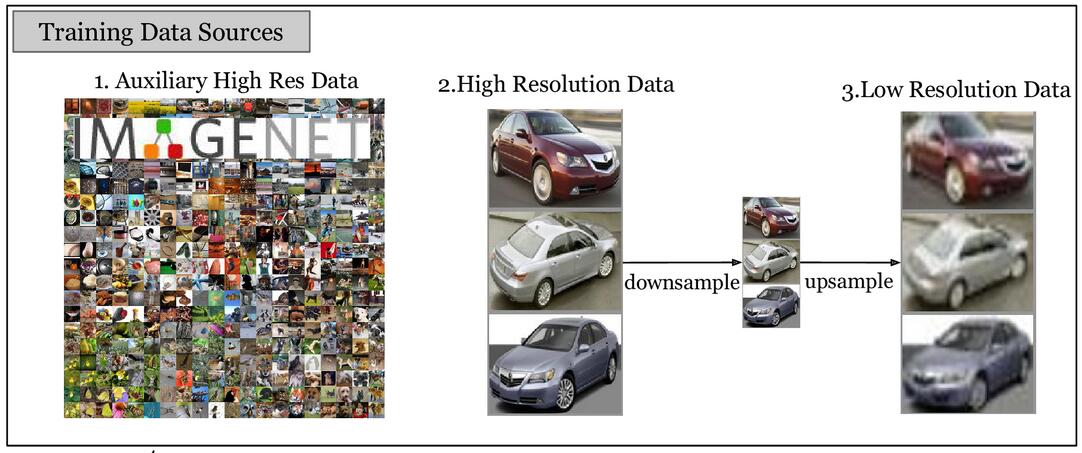 Training Data Sources
1. Auxiliary High Res Data
2.High Resolution Data
3.Low Resolution Data
IMAGENET
downsample
upsample